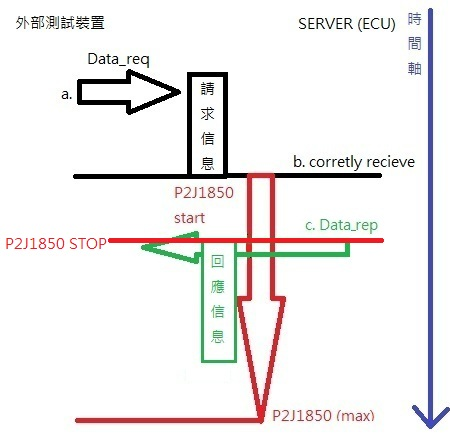 外部測試裝置
SERVER (ECU)
時間軸
Data_req
a.
請求信息
b. corretly recieve
P2J1850
start
c. Data_rep
P2J1850 STOP
回應信息
P2J1850 (max)